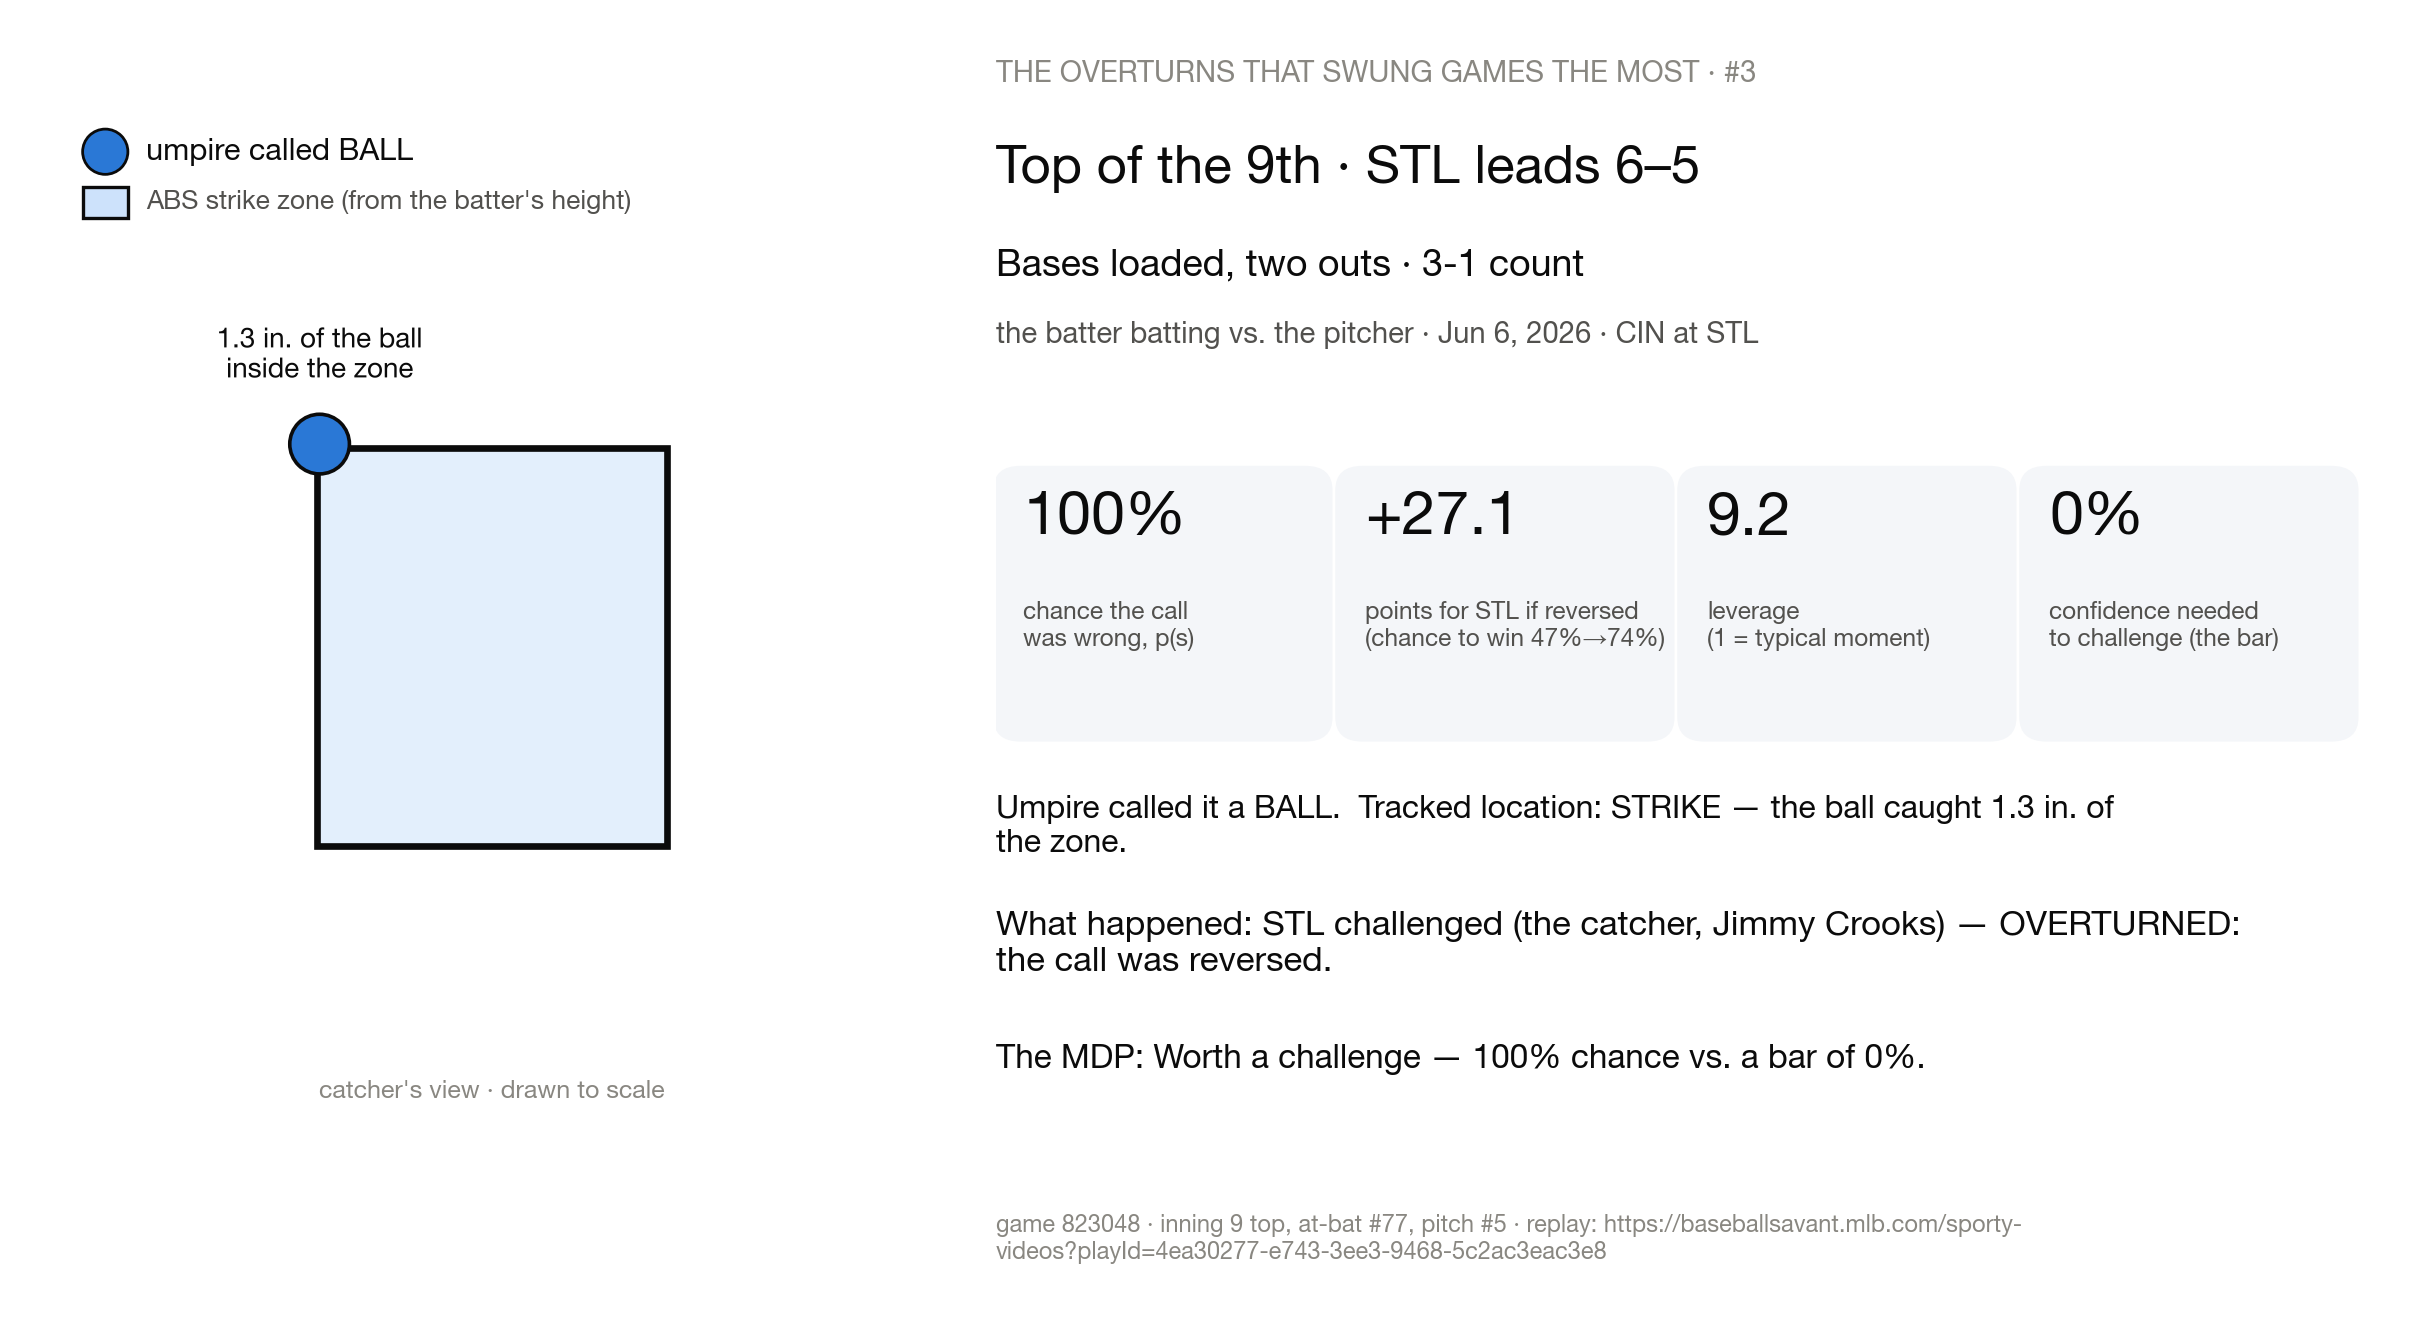 THE OVERTURNS THAT SWUNG GAMES THE MOST · #3
umpire called BALL
ABS strike zone (from the batter's height)
1.3 in. of the ball
inside the zone
catcher's view · drawn to scale
Top of the 9th · STL leads 6–5
Bases loaded, two outs · 3-1 count
the batter batting vs. the pitcher · Jun 6, 2026 · CIN at STL
100%
chance the call
was wrong, p(s)
+27.1
points for STL if reversed
(chance to win 47%→74%)
9.2
leverage
(1 = typical moment)
0%
confidence needed
to challenge (the bar)
Umpire called it a BALL.  Tracked location: STRIKE — the ball caught 1.3 in. of
the zone.
What happened: STL challenged (the catcher, Jimmy Crooks) — OVERTURNED:
the call was reversed.
The MDP: Worth a challenge — 100% chance vs. a bar of 0%.
game 823048 · inning 9 top, at-bat #77, pitch #5 · replay: https://baseballsavant.mlb.com/sporty-
videos?playId=4ea30277-e743-3ee3-9468-5c2ac3eac3e8